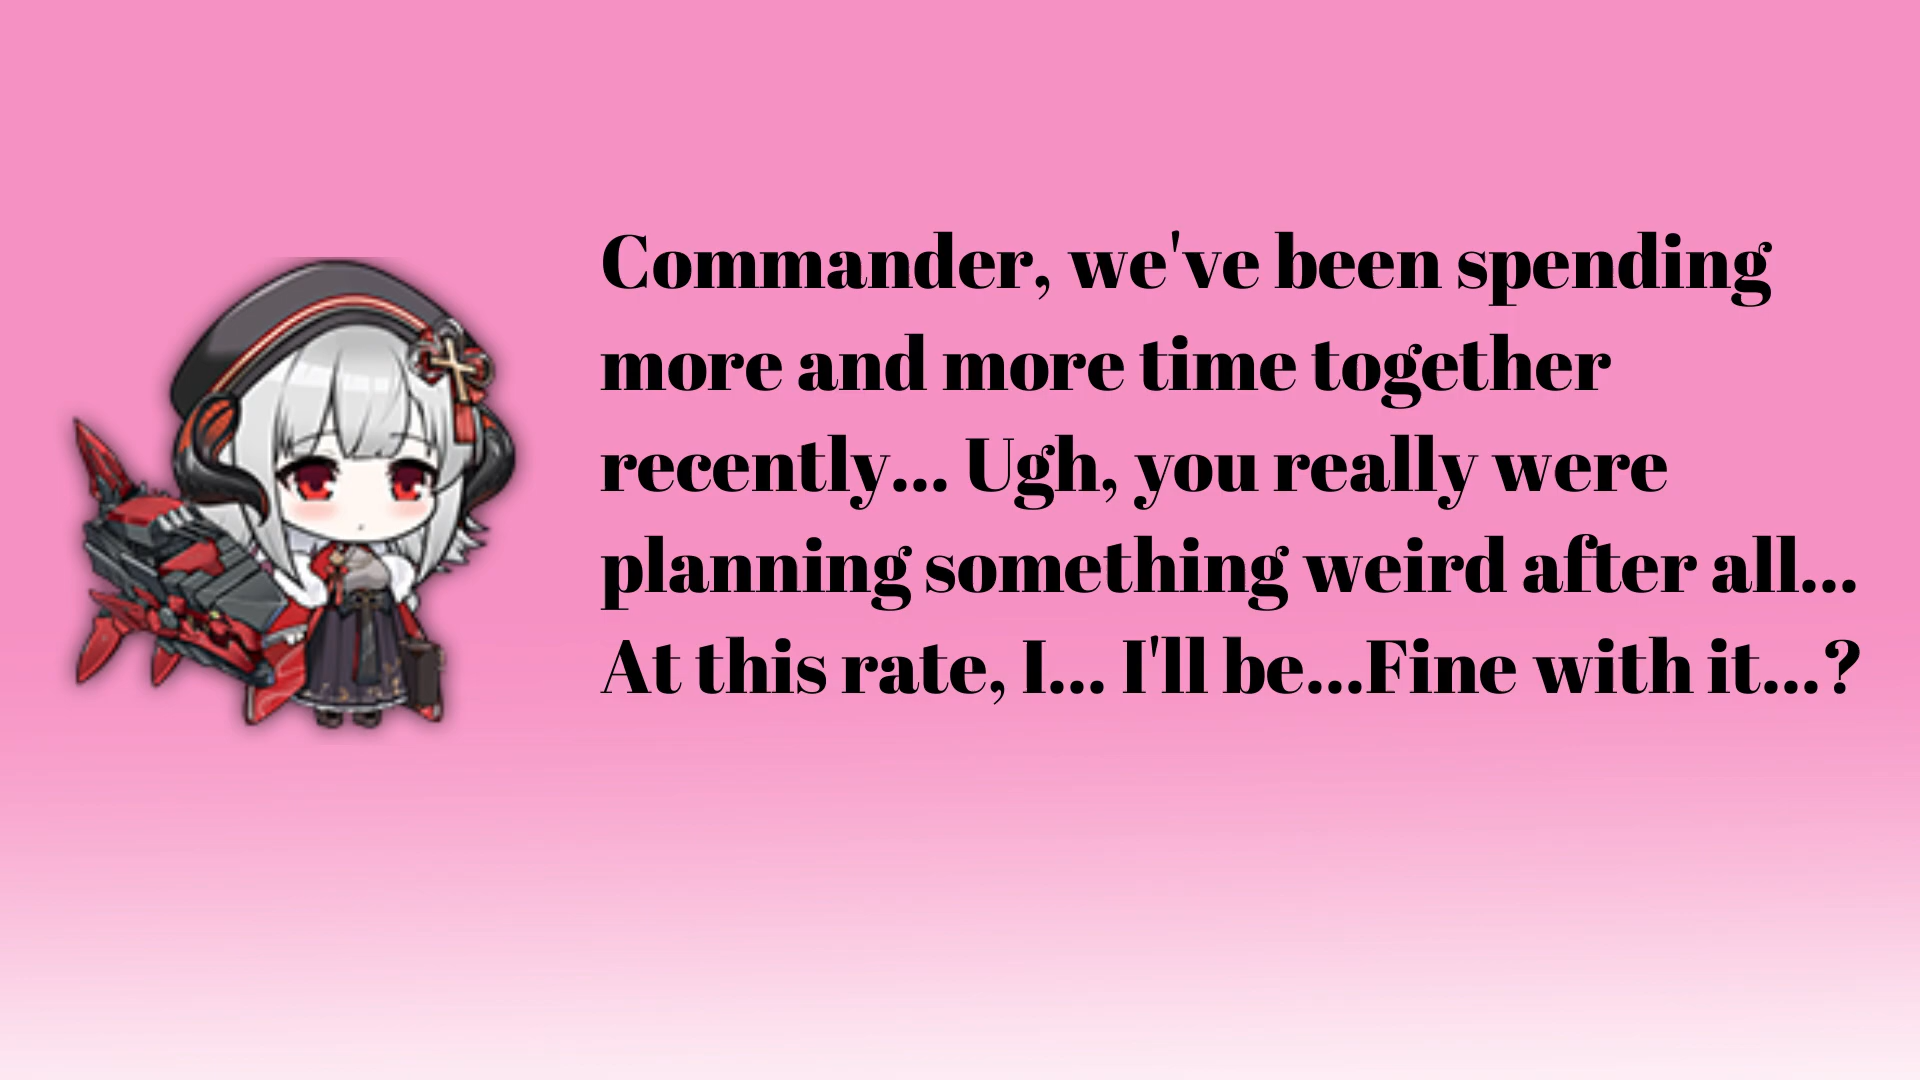 Commander, we've been spending
more and more time together
recently... Ugh, you really were
planning something weird after all...
At this rate, I... I'll be...Fine with it...?